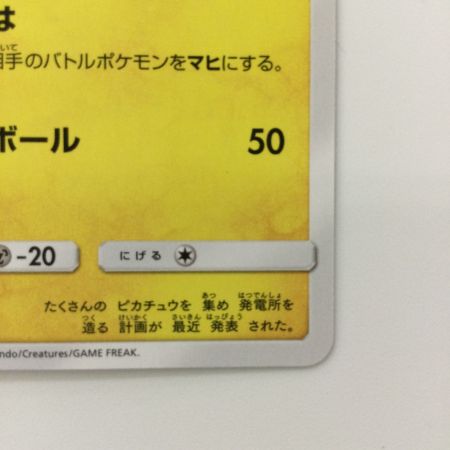 は
相手のバトルポケモンをマヒにする。
ボール 50
-20 にげる
たくさんの ピカチュウを 集め 発電所を
造る 計画が 最近 発表 された。
ndo/Creatures/GAME FREAK.